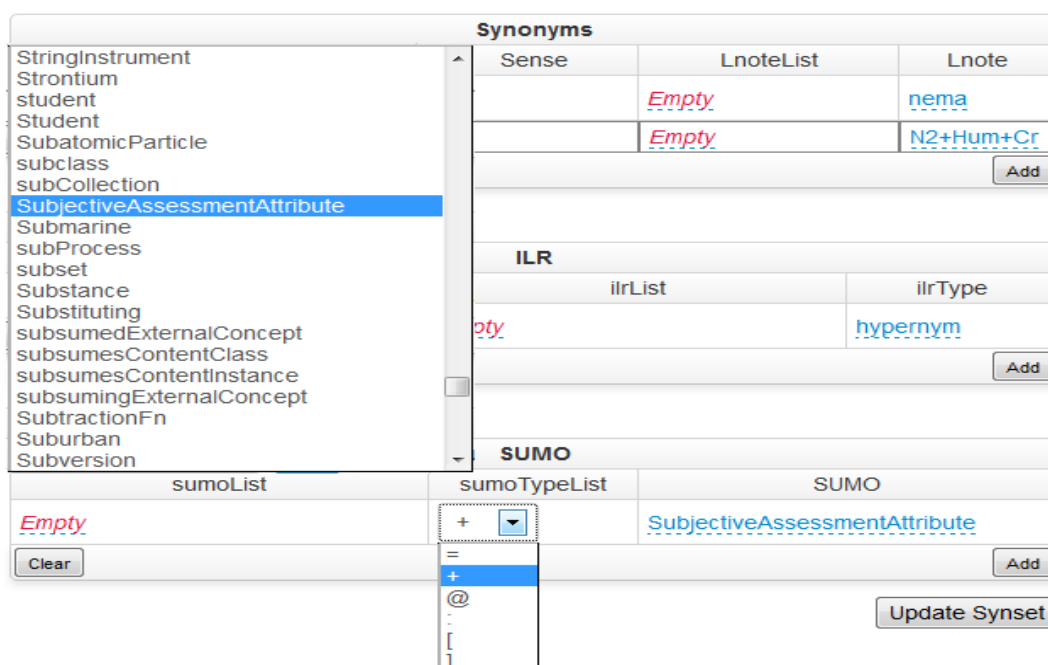 Synonyms
Sense LnoteList Lnote
Empty nema
Empty N2+Hum+Cr
Add
StringInstrument
Strontium
student
Student
SubatomicParticle
subclass
subCollection
SubjectiveAssessmentAttribute
Submarine
subProcess
subset
Substance
Substituting
subsumedExternalConcept
subsumesContentClass
subsumesContentInstance
subsumingExternalConcept
SubtractionFn
Suburban
Subversion
ILR
ilrList ilrType
pty hypernym
Add
SUMO
sumoList sumoTypeList SUMO
Empty + SubjectiveAssessmentAttribute
Clear Add
=
+
@
:
[
]
Update Synset